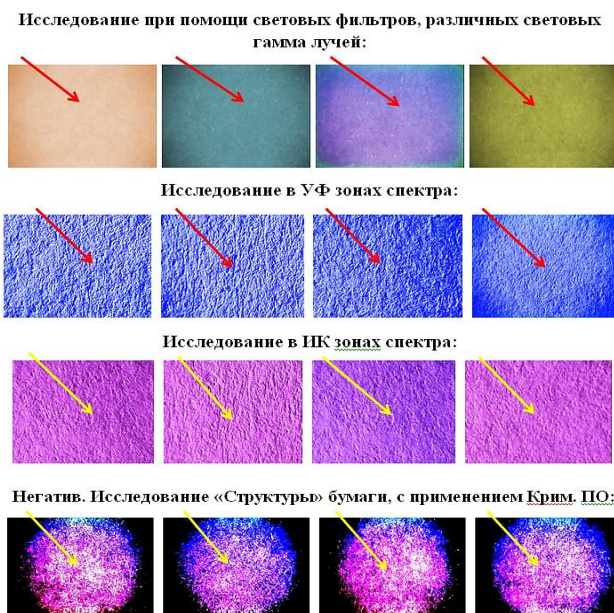 Исследование при помощи световых фильтров, различных световых
гамма лучей:
Исследование в УФ зонах спектра:
Исследование в ИК зонах спектра:
Негатив. Исследование «Структуры» бумаги, с применением Крим. ПО: